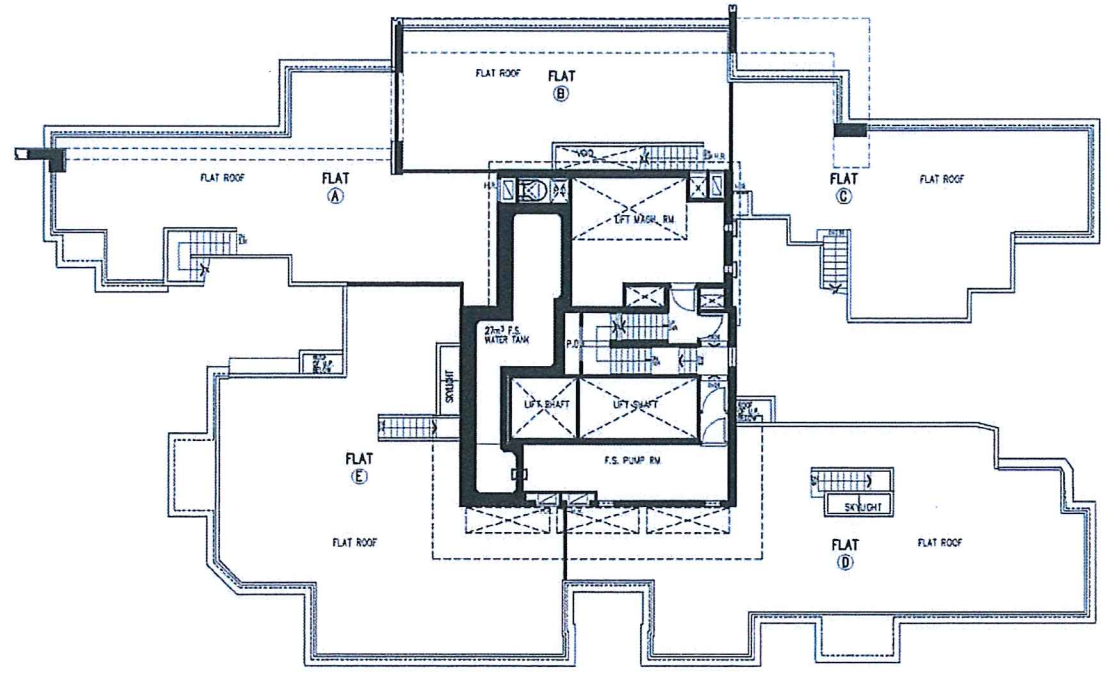 FLAT ROOF
FLAT
B
FLAT ROOF
FLAT
A
VOID
H.R.
FLAT
C
FLAT ROOF
LIFT MACH. RM
27m³ F.S.
WATER TANK
P.D.
SKYLIGHT
LIFT SHAFT
LIFT SHAFT
F.S. PUMP RM
FLAT
E
FLAT ROOF
SKYLIGHT
FLAT
D
FLAT ROOF